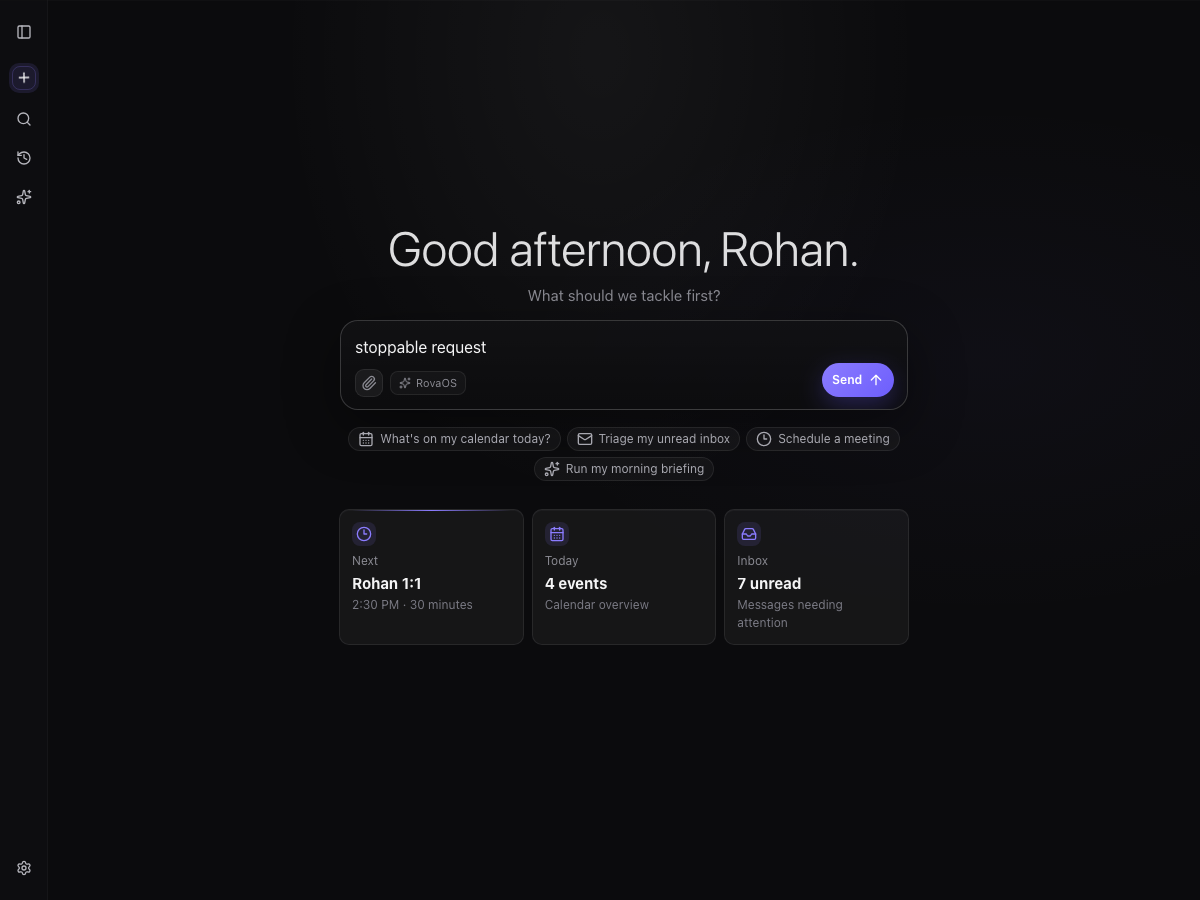 Good afternoon, Rohan.
What should we tackle first?
stoppable request
RovaOS
Send
What's on my calendar today?
Triage my unread inbox
Schedule a meeting
Run my morning briefing
Next
Rohan 1:1
2:30 PM · 30 minutes
Today
4 events
Calendar overview
Inbox
7 unread
Messages needing
attention